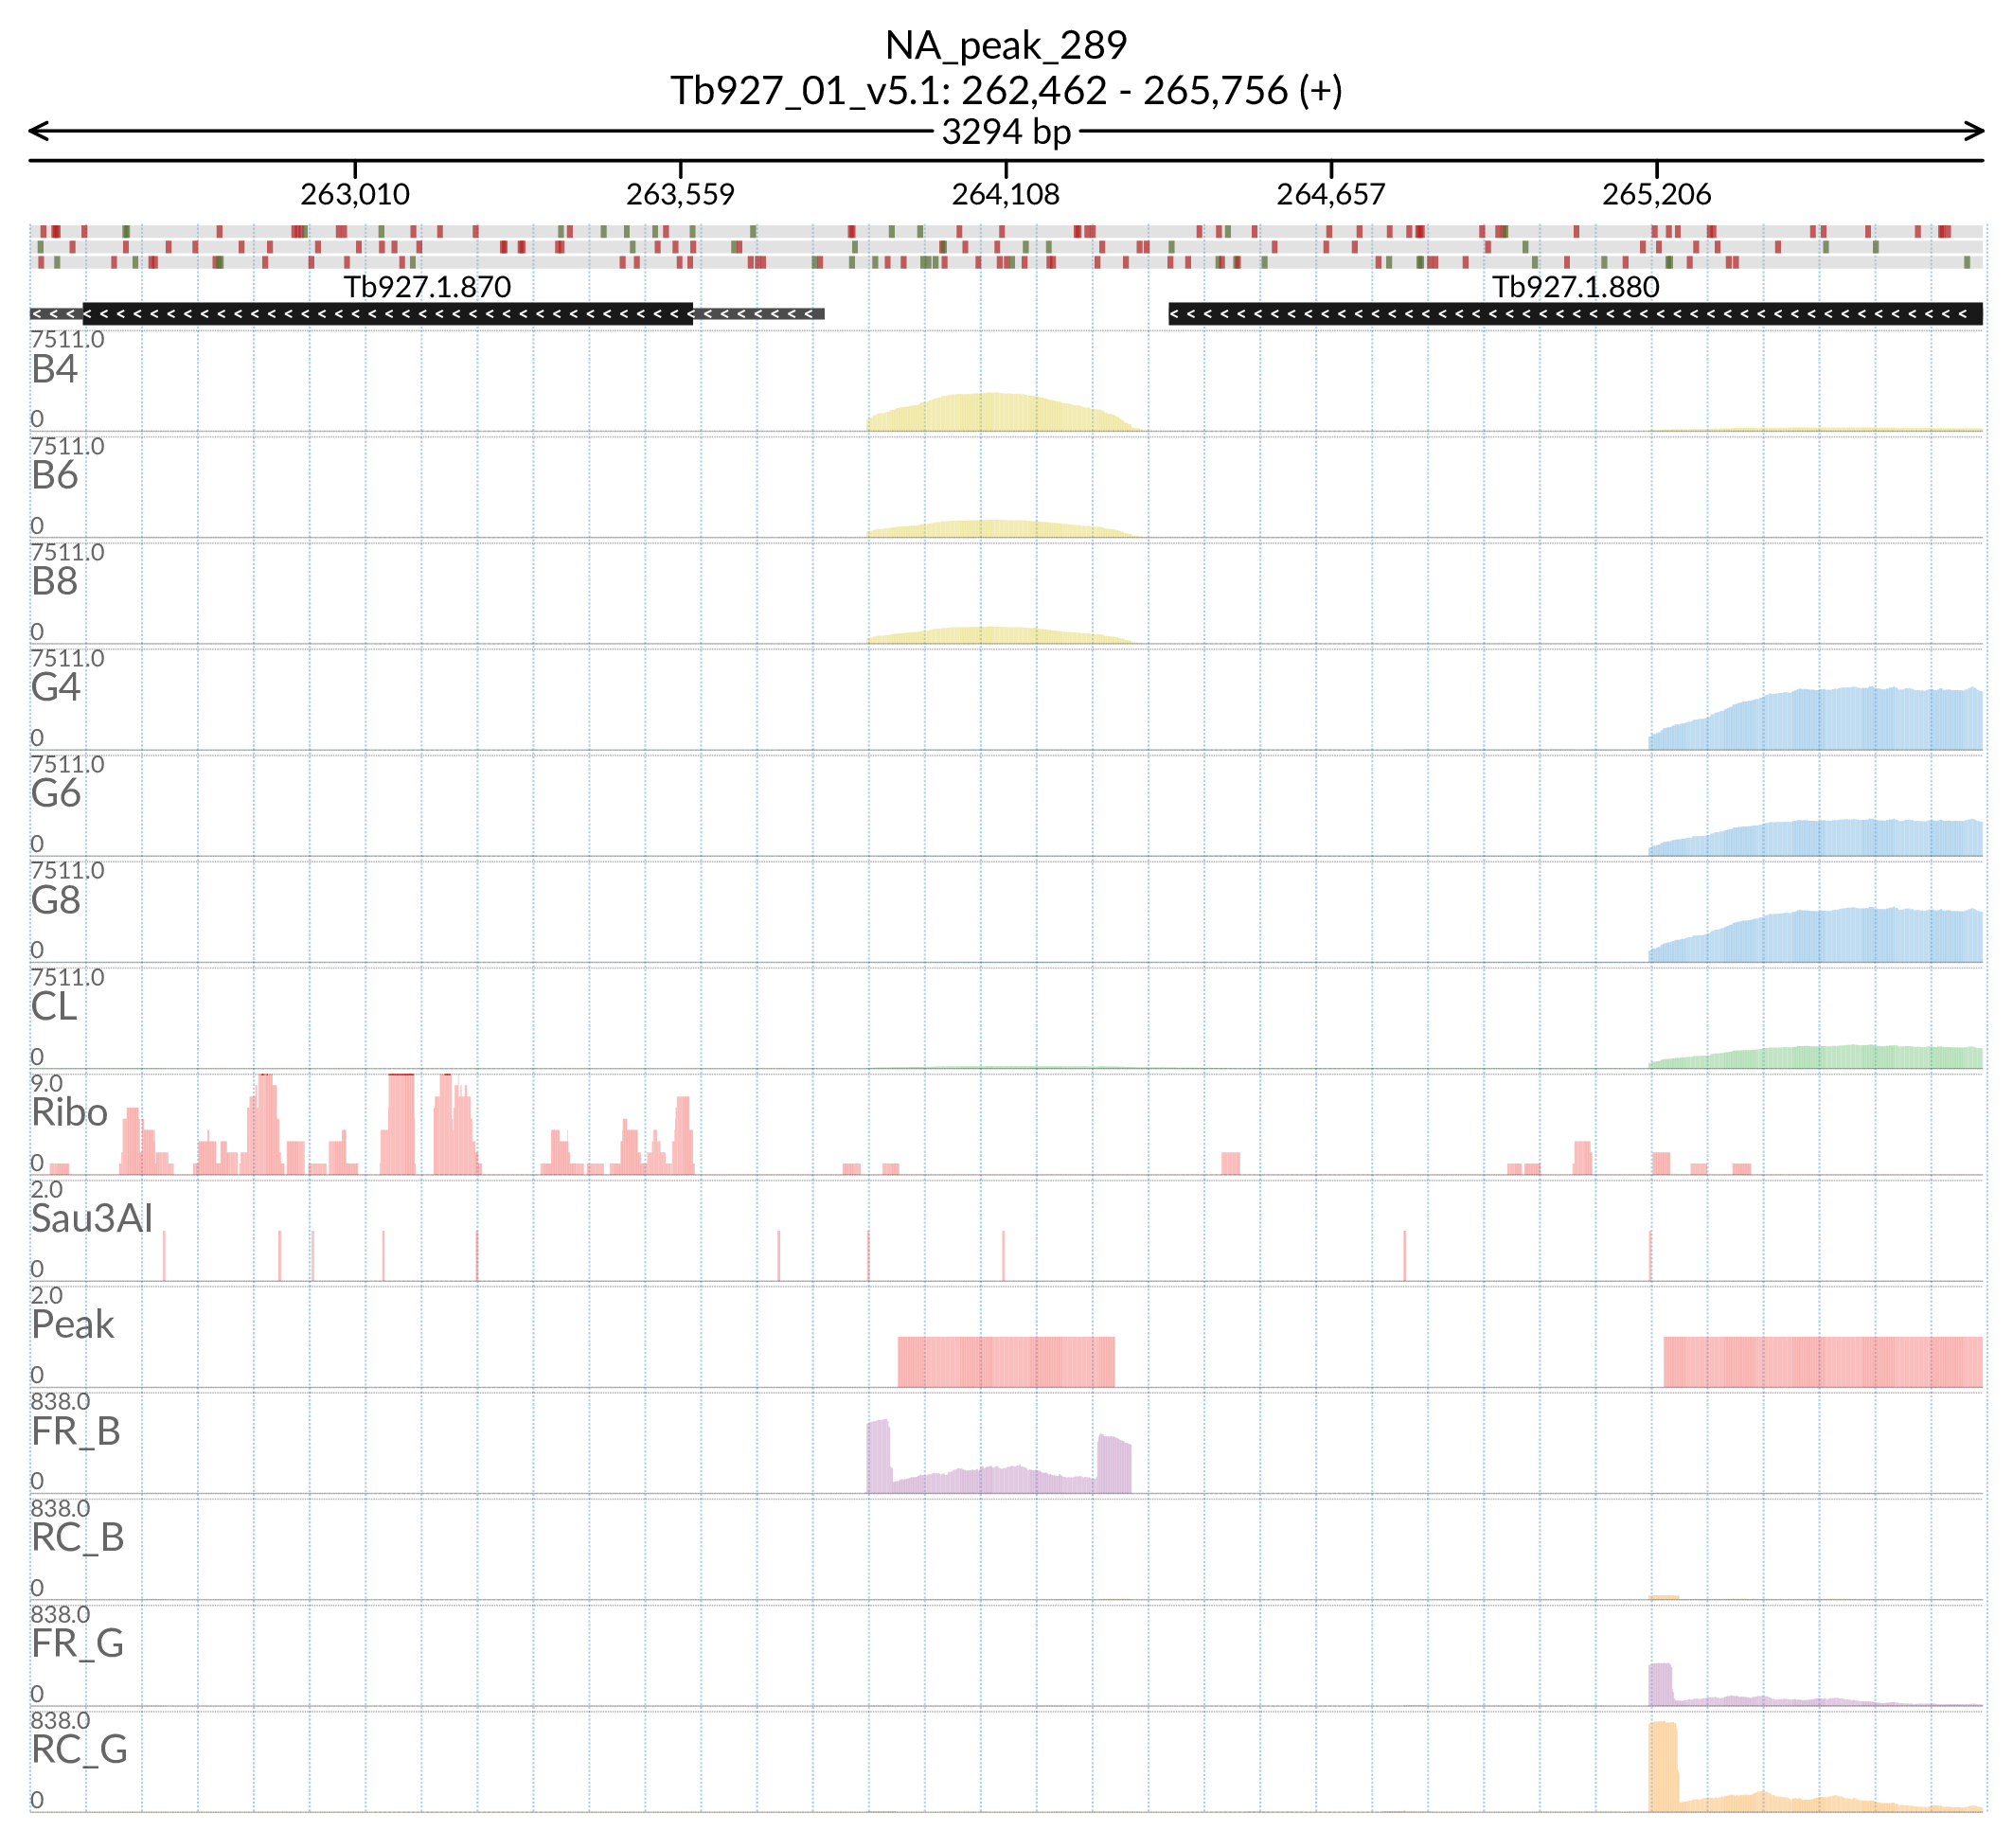 NA_peak_289
Tb927_01_v5.1: 262,462 - 265,756 (+)
3294 bp
263,010 263,559 264,108 264,657 265,206
Tb927.1.870 Tb927.1.880
7511.0
B4
0
7511.0
B6
0
7511.0
B8
0
7511.0
G4
0
7511.0
G6
0
7511.0
G8
0
7511.0
CL
0
9.0
Ribo
0
2.0
Sau3AI
0
2.0
Peak
0
838.0
FR_B
0
838.0
RC_B
0
838.0
FR_G
0
838.0
RC_G
0